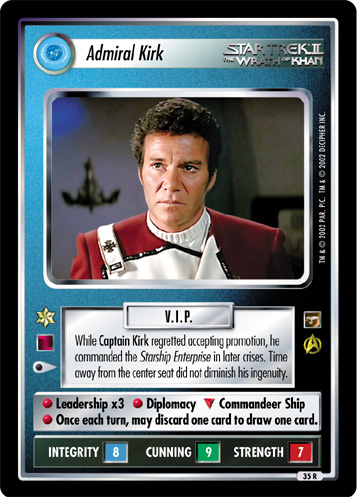 Admiral Kirk
STAR TREK II
THE WRATH OF KHAN
TM & © 2002 PAR. PIC. TM & © 2002 DECIPHER INC.
V.I.P.
While Captain Kirk regretted accepting promotion, he
commanded the Starship Enterprise in later crises. Time
away from the center seat did not diminish his ingenuity.
Leadership x3 Diplomacy Commandeer Ship
Once each turn, may discard one card to draw one card.
INTEGRITY 8 CUNNING 9 STRENGTH 7
35 R